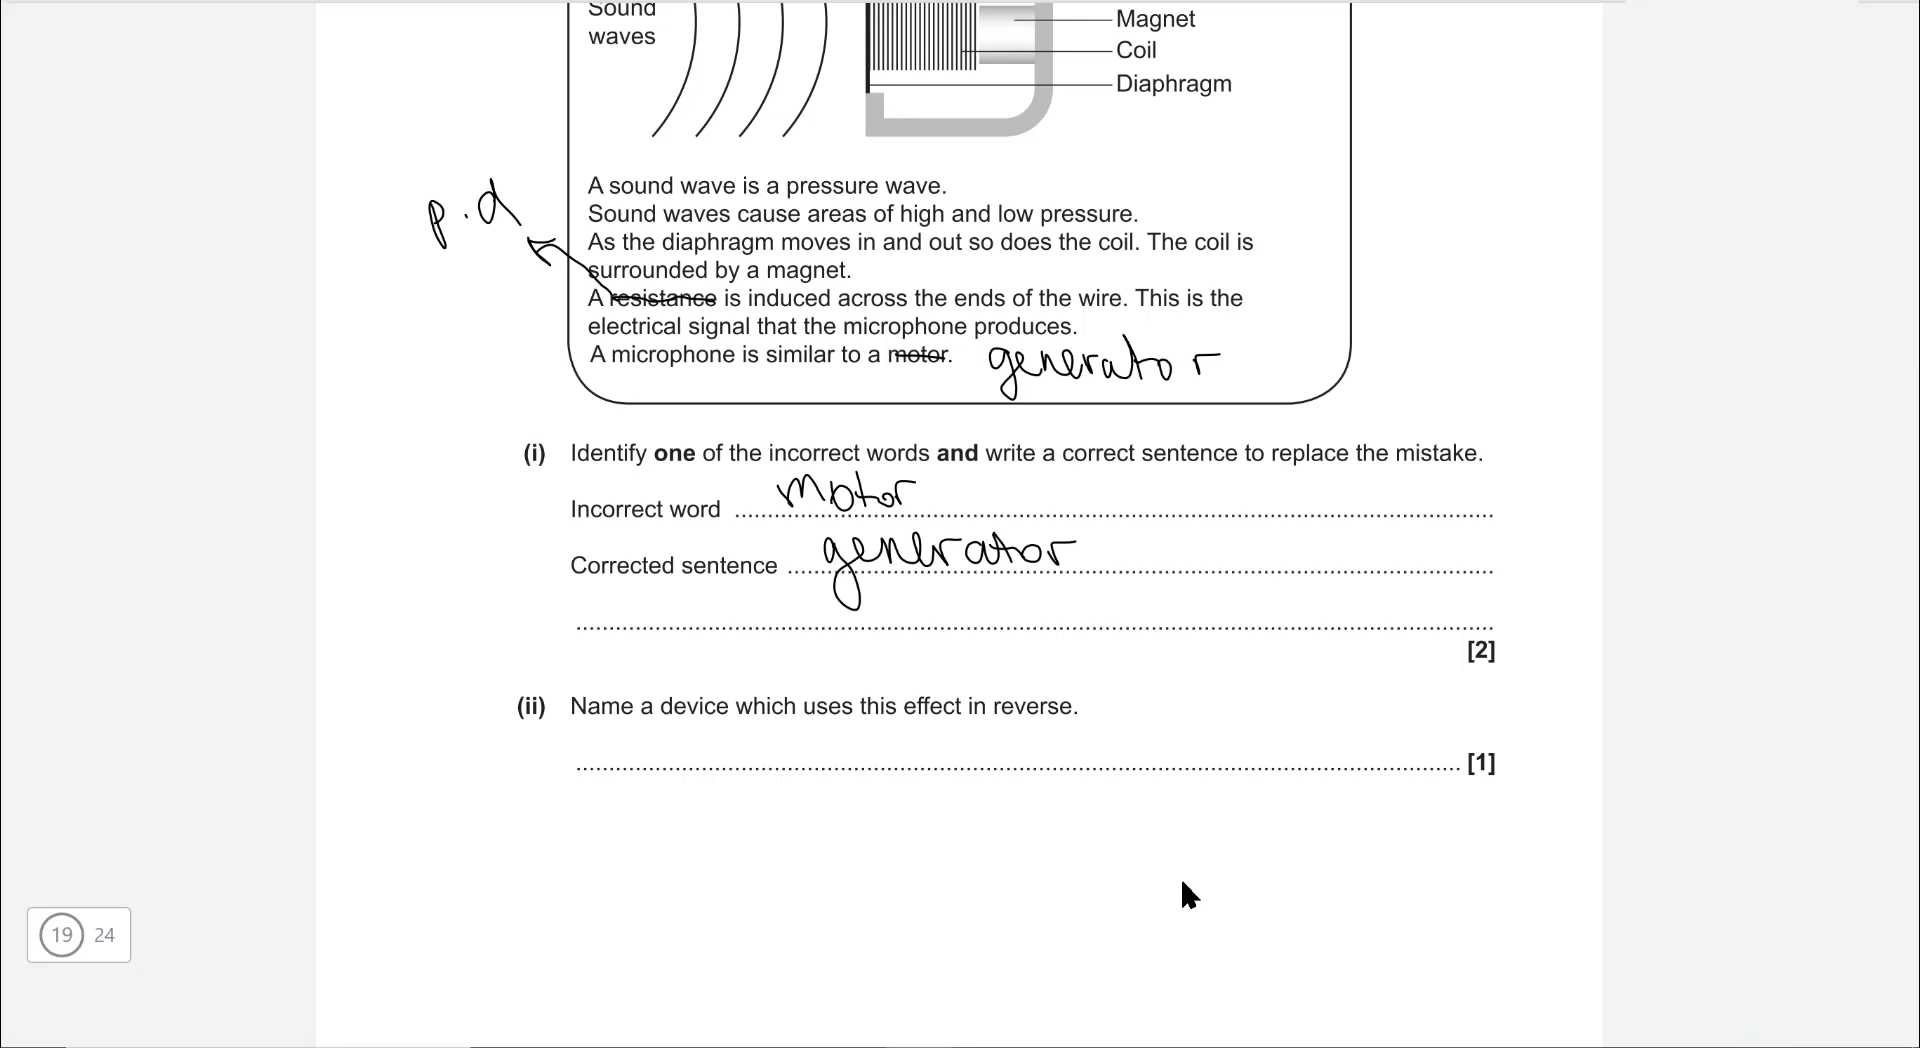 Sound
waves
Magnet
Coil
Diaphragm
p.d
A sound wave is a pressure wave.
Sound waves cause areas of high and low pressure.
As the diaphragm moves in and out so does the coil. The coil is
surrounded by a magnet.
A resistance is induced across the ends of the wire. This is the
electrical signal that the microphone produces.
A microphone is similar to a motor. generator
(i) Identify one of the incorrect words and write a correct sentence to replace the mistake.
Incorrect word motor
Corrected sentence generator
[2]
(ii) Name a device which uses this effect in reverse.
[1]
19 24